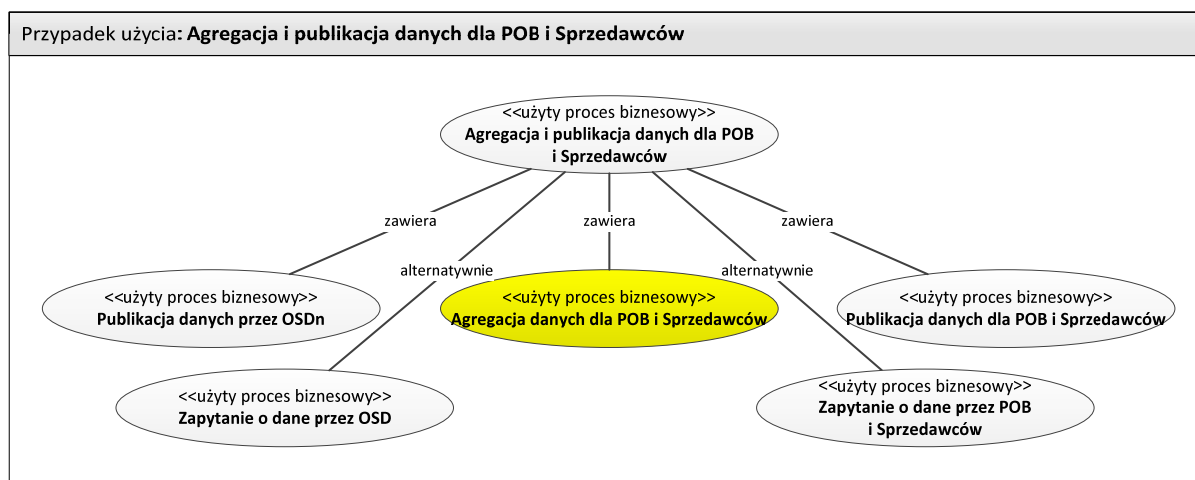 Przypadek użycia: Agregacja i publikacja danych dla POB i Sprzedawców
<<użyty proces biznesowy>>
Agregacja i publikacja danych dla POB
i Sprzedawców
zawiera
zawiera
zawiera
alternatywnie
alternatywnie
<<użyty proces biznesowy>>
Publikacja danych przez OSDn
<<użyty proces biznesowy>>
Agregacja danych dla POB i Sprzedawców
<<użyty proces biznesowy>>
Publikacja danych dla POB i Sprzedawców
<<użyty proces biznesowy>>
Zapytanie o dane przez OSD
<<użyty proces biznesowy>>
Zapytanie o dane przez POB
i Sprzedawców